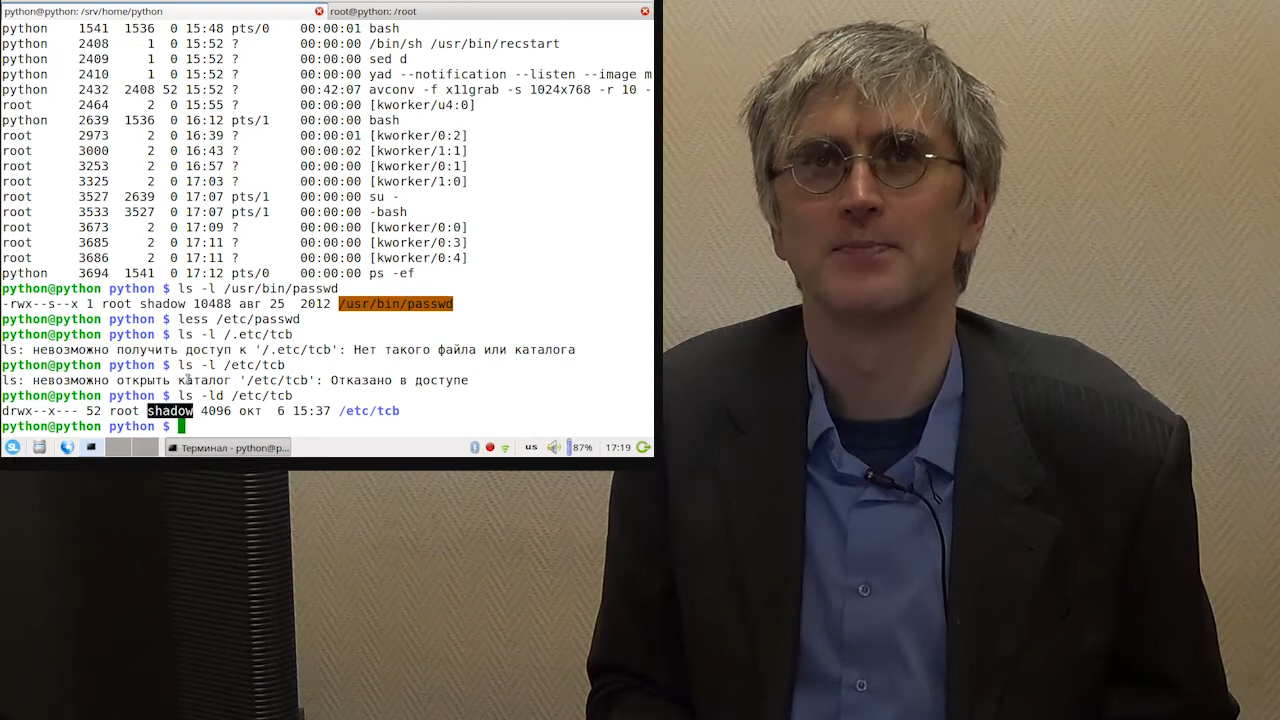 python@python: /srv/home/python
root@python: /root
python 1541 1536 0 15:48 pts/0 00:00:01 bash
python 2408 1 0 15:52 ? 00:00:00 /bin/sh /usr/bin/recstart
python 2409 1 0 15:52 ? 00:00:00 sed d
python 2410 1 0 15:52 ? 00:00:00 yad --notification --listen --image m
python 2432 2408 52 15:52 ? 00:42:07 avconv -f x11grab -s 1024x768 -r 10 -
root 2464 2 0 15:55 ? 00:00:00 [kworker/u4:0]
python 2639 1536 0 16:12 pts/1 00:00:00 bash
root 2973 2 0 16:39 ? 00:00:01 [kworker/0:2]
root 3000 2 0 16:43 ? 00:00:02 [kworker/1:1]
root 3253 2 0 16:57 ? 00:00:00 [kworker/0:1]
root 3325 2 0 17:03 ? 00:00:00 [kworker/1:0]
root 3527 2639 0 17:07 pts/1 00:00:00 su -
root 3533 3527 0 17:07 pts/1 00:00:00 -bash
root 3673 2 0 17:09 ? 00:00:00 [kworker/0:0]
root 3685 2 0 17:11 ? 00:00:00 [kworker/0:3]
root 3686 2 0 17:11 ? 00:00:00 [kworker/0:4]
python 3694 1541 0 17:12 pts/0 00:00:00 ps -ef
python@python python $ ls -l /usr/bin/passwd
-rwx--s--x 1 root shadow 10488 авг 25 2012 /usr/bin/passwd
python@python python $ less /etc/passwd
python@python python $ ls -l /.etc/tcb
ls: невозможно получить доступ к '/.etc/tcb': Нет такого файла или каталога
python@python python $ ls -l /etc/tcb
ls: невозможно открыть каталог '/etc/tcb': Отказано в доступе
python@python python $ ls -ld /etc/tcb
drwx--x--- 52 root shadow 4096 окт 6 15:37 /etc/tcb
python@python python $
SL
Терминал - python@p...
us
87%
17:19